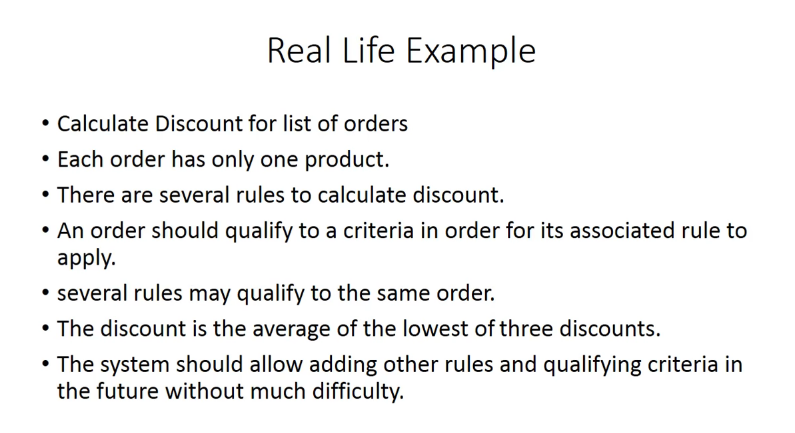 Real Life Example
• Calculate Discount for list of orders
• Each order has only one product.
• There are several rules to calculate discount.
• An order should qualify to a criteria in order for its associated rule to
apply.
• several rules may qualify to the same order.
• The discount is the average of the lowest of three discounts.
• The system should allow adding other rules and qualifying criteria in
the future without much difficulty.